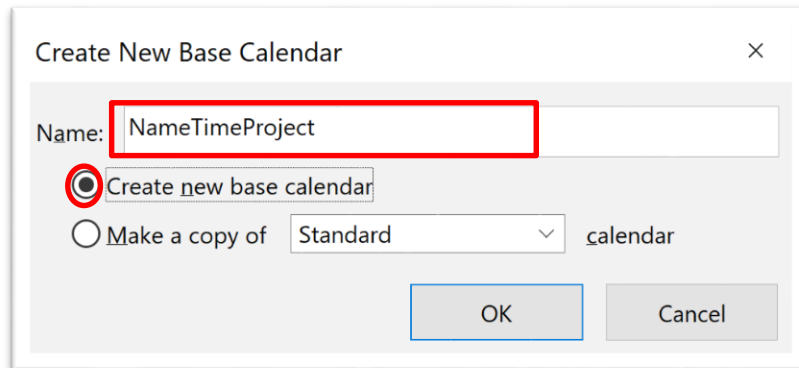 Create New Base Calendar
Name: NameTimeProject
Create new base calendar
Make a copy of Standard calendar
OK Cancel